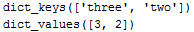 dict_keys(['three', 'two'])
dict_values([3, 2])